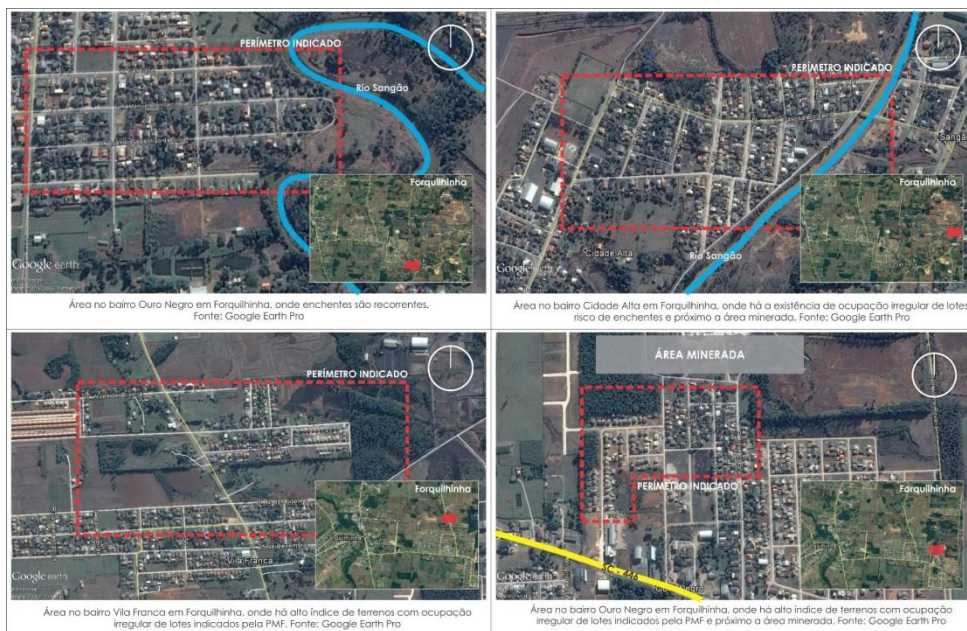 PERÍMETRO INDICADO
Rio Sangão
Forquilhinha
Google earth
Área no bairro Ouro Negro em Forquilhinha, onde enchentes são recorrentes.
Fonte: Google Earth Pro
PERÍMETRO INDICADO
Sangã
Forquilhinha
Cidade Alta
Rio Sangão
Google earth
Área no bairro Cidade Alta em Forquilhinha, onde há a existência de ocupação irregular de lotes
risco de enchentes e próximo a área minerada. Fonte: Google Earth Pro
PERÍMETRO INDICADO
Forquilhinha
Vila Franca
Google earth
Área no bairro Vila Franca em Forquilhinha, onde há alto índice de terrenos com ocupação
irregular de lotes indicados pela PMF. Fonte: Google Earth Pro
ÁREA MINERADA
PERÍMETRO INDICADO
Forquilhinha
SC - 446
Google earth
Área no bairro Ouro Negro em Forquilhinha, onde há alto índice de terrenos com ocupação
irregular de lotes indicados pela PMF e próximo a área minerada. Fonte: Google Earth Pro